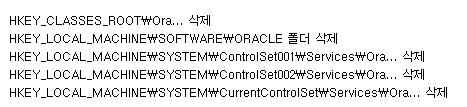 HKEY_CLASSES_ROOT₩Ora... 삭제
HKEY_LOCAL_MACHINE₩SOFTWARE₩ORACLE 폴더 삭제
HKEY_LOCAL_MACHINE₩SYSTEM₩ControlSet001₩Services₩Ora... 삭제
HKEY_LOCAL_MACHINE₩SYSTEM₩ControlSet002₩Services₩Ora... 삭제
HKEY_LOCAL_MACHINE₩SYSTEM₩CurrentControlSet₩Services₩Ora... 삭제